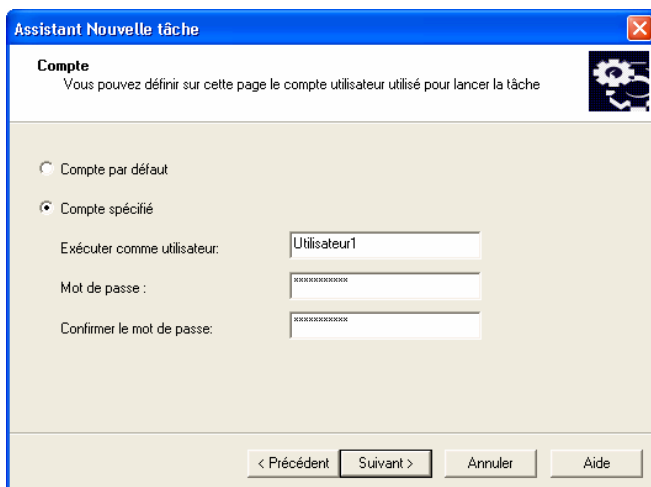 Assistant Nouvelle tâche
Compte
Vous pouvez définir sur cette page le compte utilisateur utilisé pour lancer la tâche
Compte par défaut
Compte spécifié
Exécuter comme utilisateur: Utilisateur1
Mot de passe : ***********
Confirmer le mot de passe: ***********
< Précédent Suivant > Annuler Aide